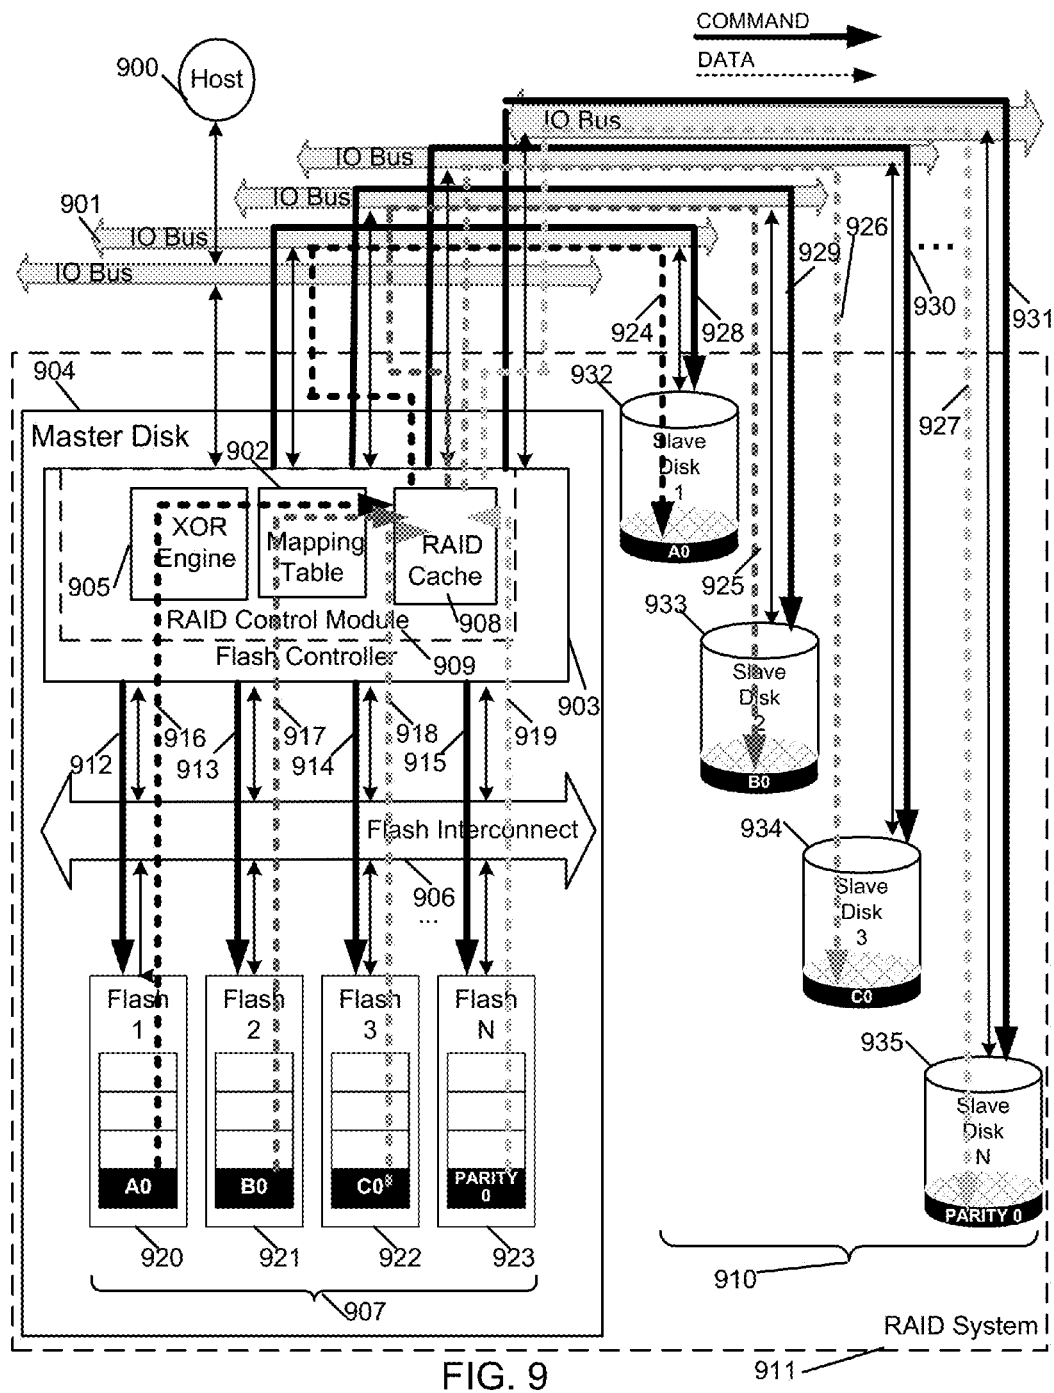 COMMAND
DATA
900
Host
IO Bus
IO Bus
901
IO Bus
IO Bus
IO Bus
926
929
930
931
924
928
927
...
904
932
Master Disk
902
Slave
Disk
1
A0
XOR
Engine
Mapping
Table
RAID
Cache
905
908
RAID Control Module
Flash Controller
909
903
925
933
Slave
Disk
2
B0
912
916
913
917
914
918
915
919
Flash Interconnect
906
...
934
Slave
Disk
3
C0
Flash
1
Flash
2
Flash
3
Flash
N
A0
B0
C0
PARITY
0
935
Slave
Disk
N
PARITY 0
920
921
922
923
907
910
RAID System
911
FIG. 9